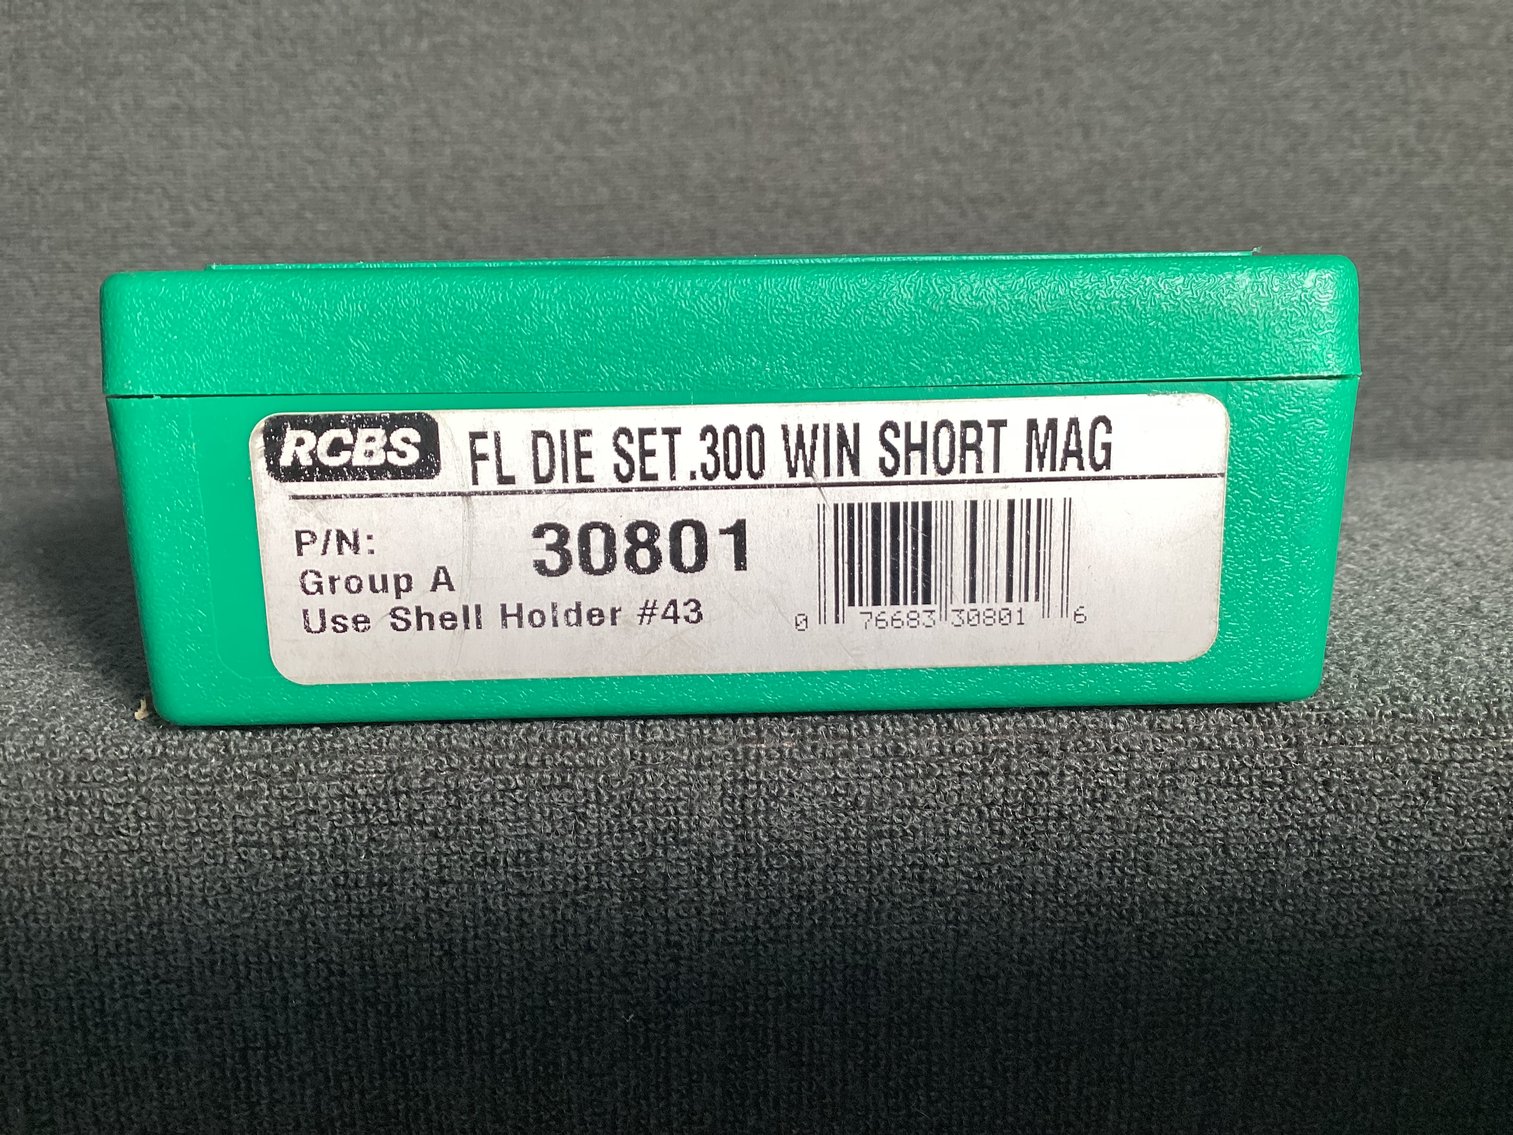 RCBS FL DIE SET .300 WIN SHORT MAG
P/N: 30801
Group A
Use Shell Holder #43
0 76683 30801 6